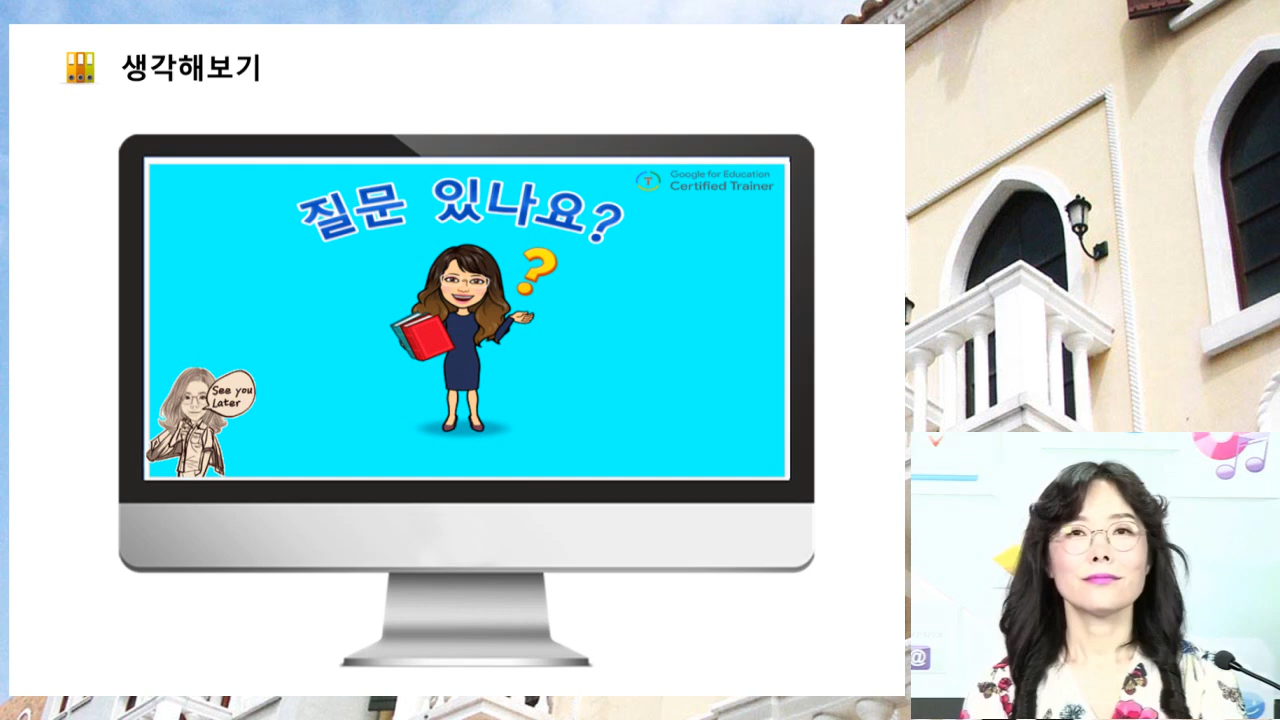 생각해보기
질문 있나요?
Google for Education
Certified Trainer
T
?
See you
Later
@